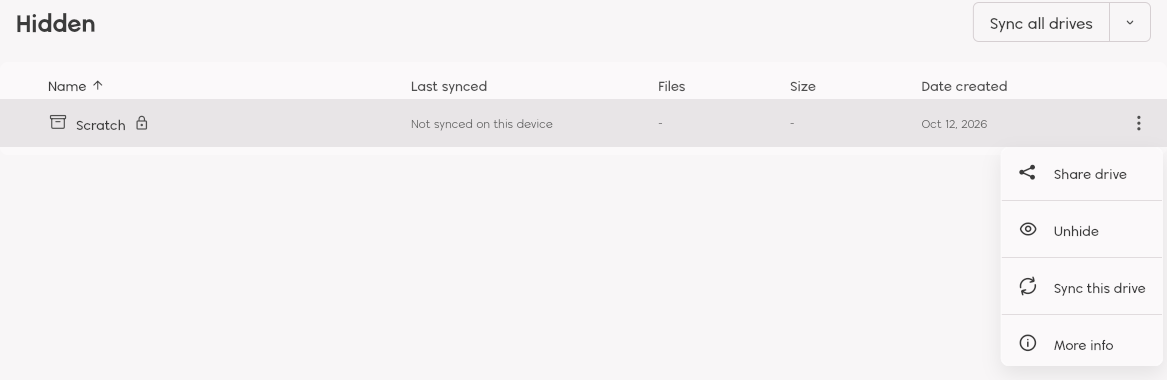 Hidden
Sync all drives
Name Last synced Files Size Date created
Scratch Not synced on this device - - Oct 12, 2026
Share drive
Unhide
Sync this drive
More info